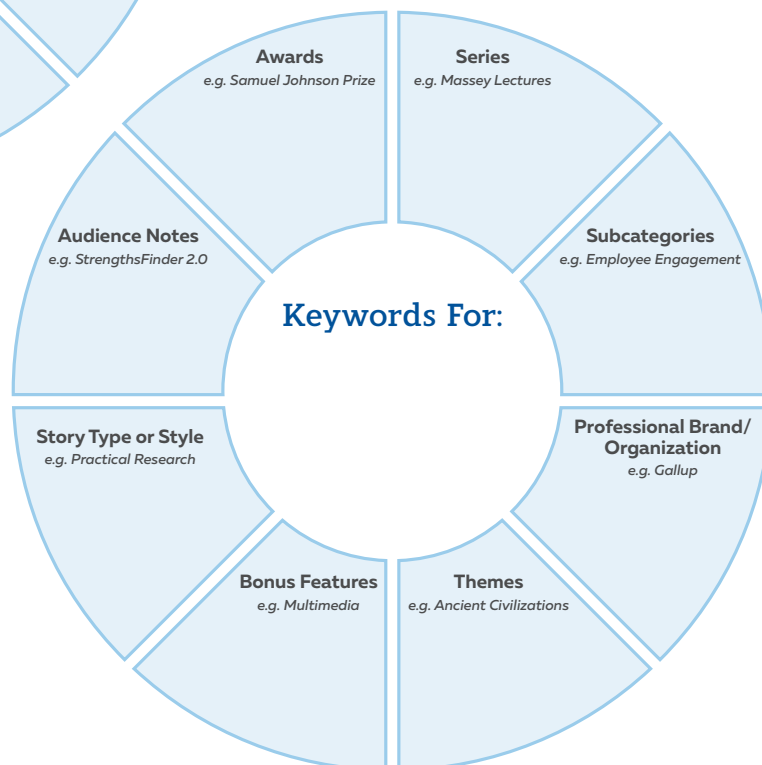 Awards
e.g. Samuel Johnson Prize
Series
e.g. Massey Lectures
Audience Notes
e.g. StrengthsFinder 2.0
Subcategories
e.g. Employee Engagement
Keywords For:
Story Type or Style
e.g. Practical Research
Professional Brand/
Organization
e.g. Gallup
Bonus Features
e.g. Multimedia
Themes
e.g. Ancient Civilizations